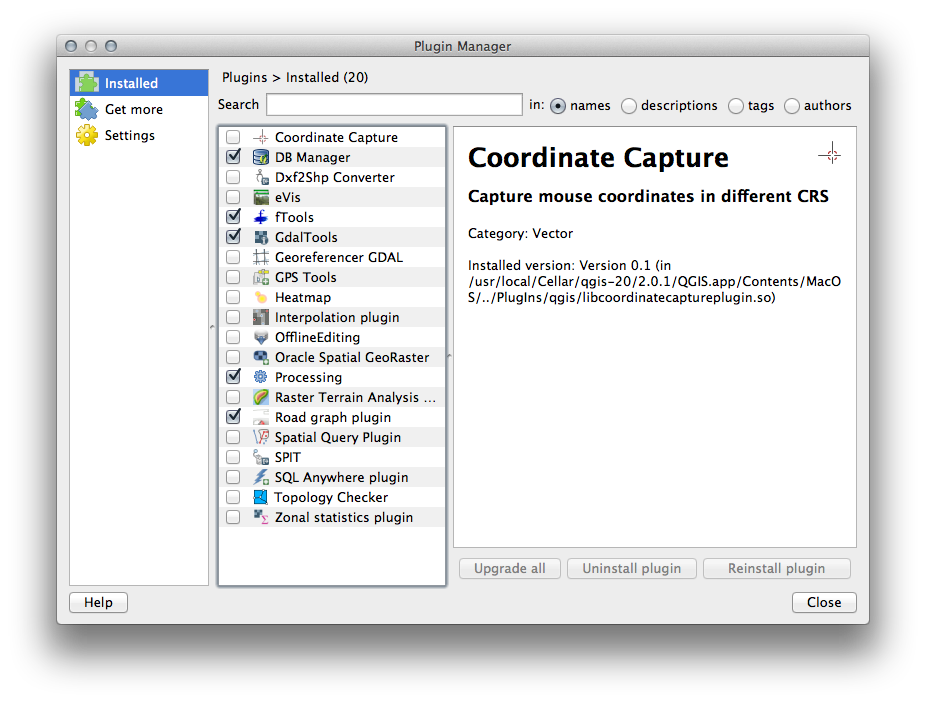 Plugin Manager
Installed
Get more
Settings
Plugins > Installed (20)
Search
in: names descriptions tags authors
Coordinate Capture
DB Manager
Dxf2Shp Converter
eVis
fTools
GdalTools
Georeferencer GDAL
GPS Tools
Heatmap
Interpolation plugin
OfflineEditing
Oracle Spatial GeoRaster
Processing
Raster Terrain Analysis ...
Road graph plugin
Spatial Query Plugin
SPIT
SQL Anywhere plugin
Topology Checker
Zonal statistics plugin
Coordinate Capture
Capture mouse coordinates in different CRS
Category: Vector
Installed version: Version 0.1 (in
/usr/local/Cellar/qgis-20/2.0.1/QGIS.app/Contents/MacO
S/../PlugIns/qgis/libcoordinatecaptureplugin.so)
Upgrade all
Uninstall plugin
Reinstall plugin
Help
Close